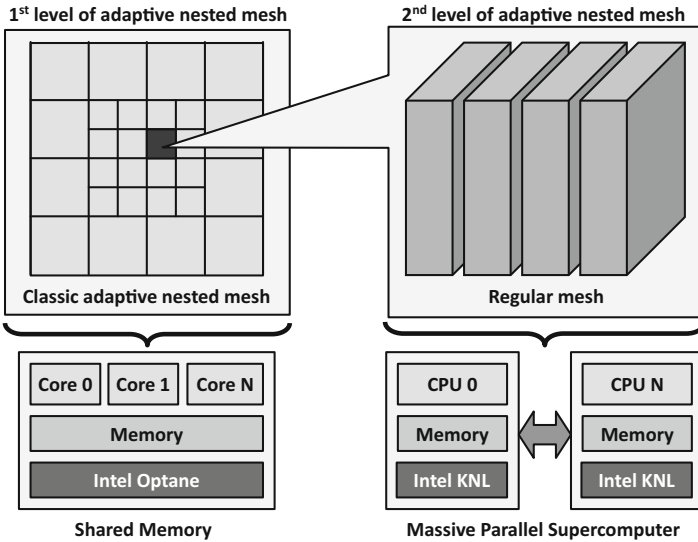 1st level of adaptive nested mesh
2nd level of adaptive nested mesh
Classic adaptive nested mesh
Regular mesh
Core 0
Core 1
Core N
Memory
Intel Optane
Shared Memory
CPU 0
Memory
Intel KNL
CPU N
Memory
Intel KNL
Massive Parallel Supercomputer